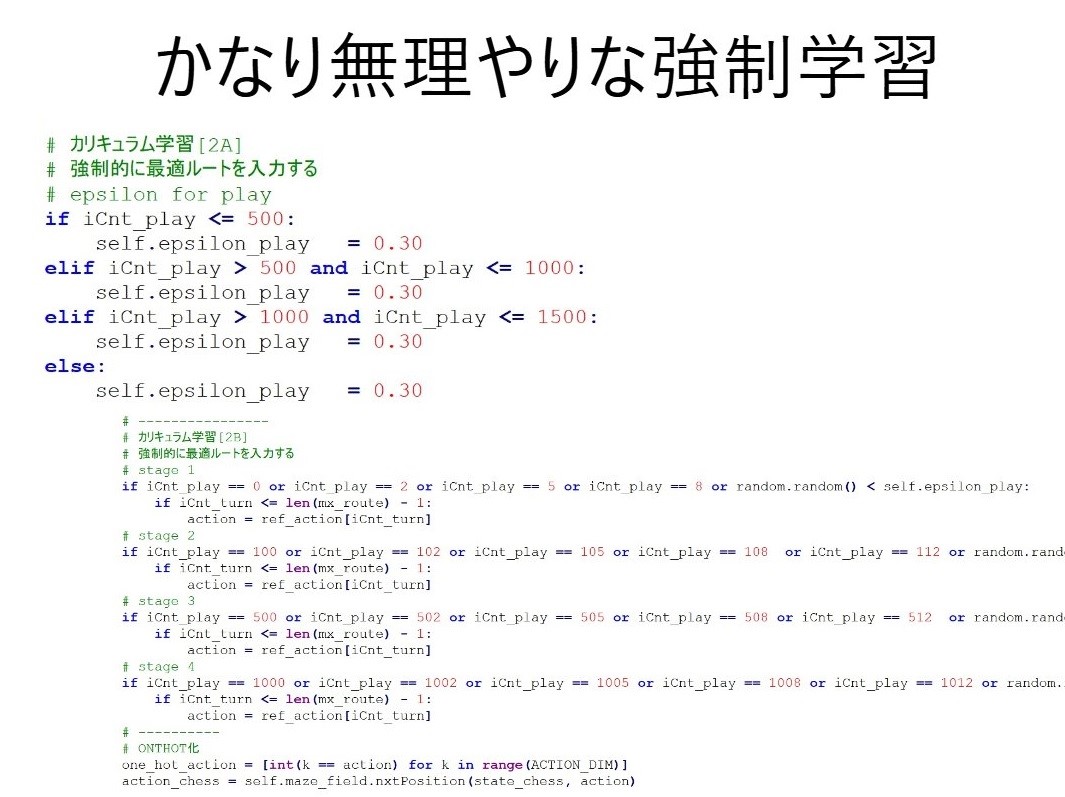 かなり無理やりな強制学習
# カリキュラム学習[2A]
# 強制的に最適ルートを入力する
# epsilon for play
if iCnt_play <= 500:
    self.epsilon_play   = 0.30
elif iCnt_play > 500 and iCnt_play <= 1000:
    self.epsilon_play   = 0.30
elif iCnt_play > 1000 and iCnt_play <= 1500:
    self.epsilon_play   = 0.30
else:
    self.epsilon_play   = 0.30
# ----------------
# カリキュラム学習[2B]
# 強制的に最適ルートを入力する
# stage 1
if iCnt_play == 0 or iCnt_play == 2 or iCnt_play == 5 or iCnt_play == 8 or random.random() < self.epsilon_play:
    if iCnt_turn <= len(mx_route) - 1:
        action = ref_action[iCnt_turn]
# stage 2
if iCnt_play == 100 or iCnt_play == 102 or iCnt_play == 105 or iCnt_play == 108  or iCnt_play == 112 or random.rand
    if iCnt_turn <= len(mx_route) - 1:
        action = ref_action[iCnt_turn]
# stage 3
if iCnt_play == 500 or iCnt_play == 502 or iCnt_play == 505 or iCnt_play == 508 or iCnt_play == 512  or random.rand
    if iCnt_turn <= len(mx_route) - 1:
        action = ref_action[iCnt_turn]
# stage 4
if iCnt_play == 1000 or iCnt_play == 1002 or iCnt_play == 1005 or iCnt_play == 1008 or iCnt_play == 1012 or random.
    if iCnt_turn <= len(mx_route) - 1:
        action = ref_action[iCnt_turn]
# ----------
# ONTHOT化
one_hot_action = [int(k == action) for k in range(ACTION_DIM)]
action_chess = self.maze_field.nxtPosition(state_chess, action)